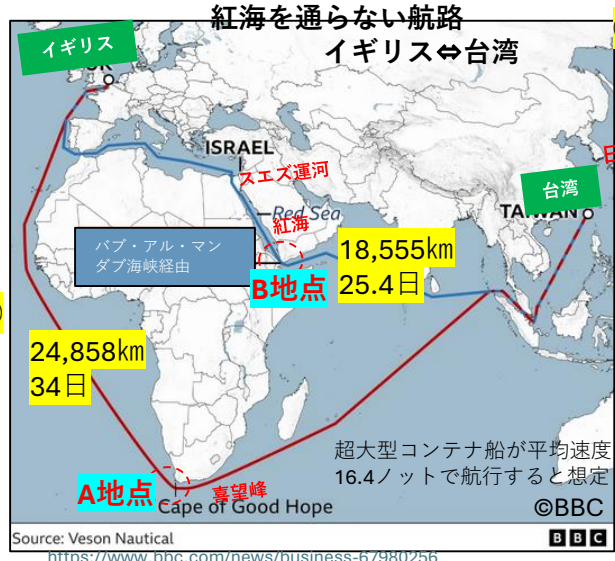 紅海を通らない航路
イギリス⇔台湾
イギリス
UK
ISRAEL
スエズ運河
Red Sea
紅海
台湾
TAIWAN
日
バブ・アル・マン
ダブ海峡経由
B地点
18,555㎞
25.4日
24,858㎞
34日
超大型コンテナ船が平均速度
16.4ノットで航行すると想定
A地点
喜望峰
Cape of Good Hope
©BBC
Source: Veson Nautical
BBC
https://www.bbc.com/news/business-67980256